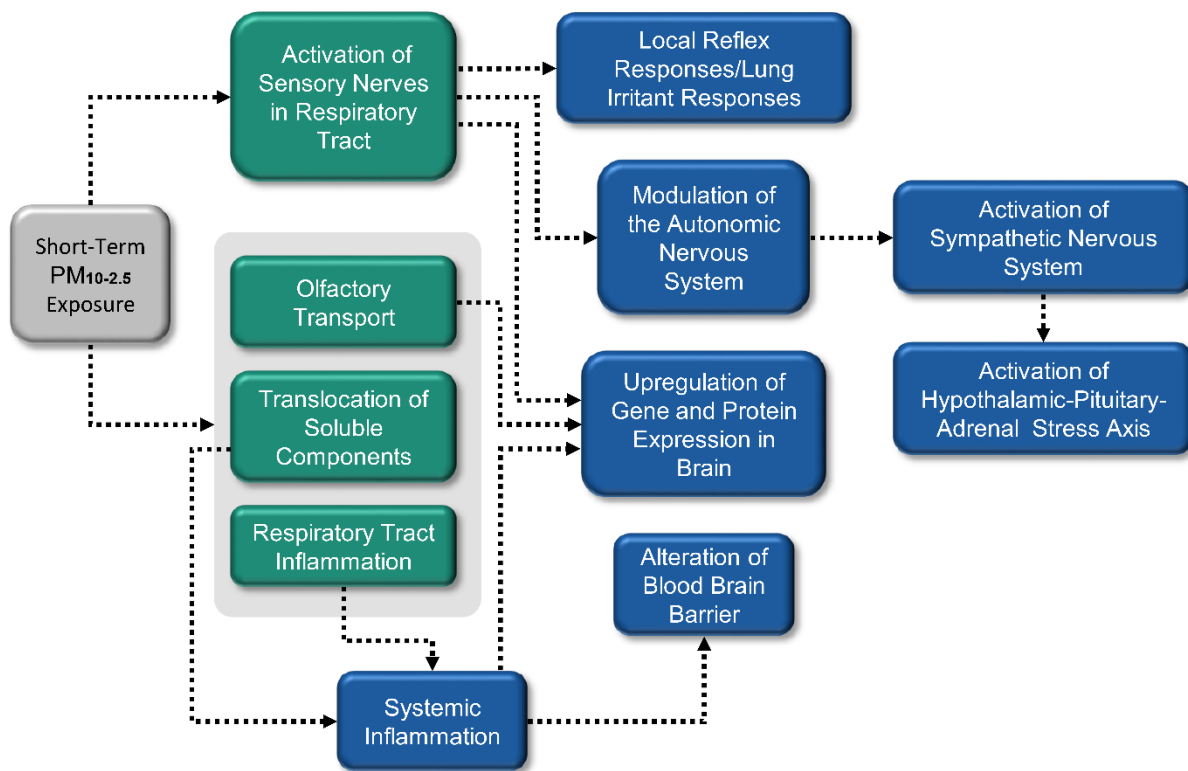 Activation of
Sensory Nerves
in Respiratory
Tract
Local Reflex
Responses/Lung
Irritant Responses
Short-Term
PM10-2.5
Exposure
Modulation of
the Autonomic
Nervous
System
Activation of
Sympathetic Nervous
System
Olfactory
Transport
Translocation of
Soluble
Components
Upregulation of
Gene and Protein
Expression in
Brain
Activation of
Hypothalamic-Pituitary-
Adrenal Stress Axis
Respiratory Tract
Inflammation
Alteration of
Blood Brain
Barrier
Systemic
Inflammation